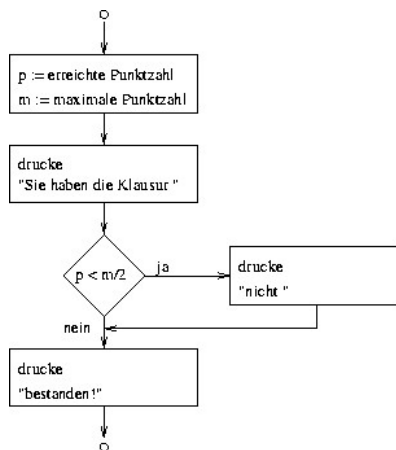 p := erreichte Punktzahl
m := maximale Punktzahl
drucke
"Sie haben die Klausur "
p < m/2
ja
drucke
"nicht "
nein
drucke
"bestanden!"